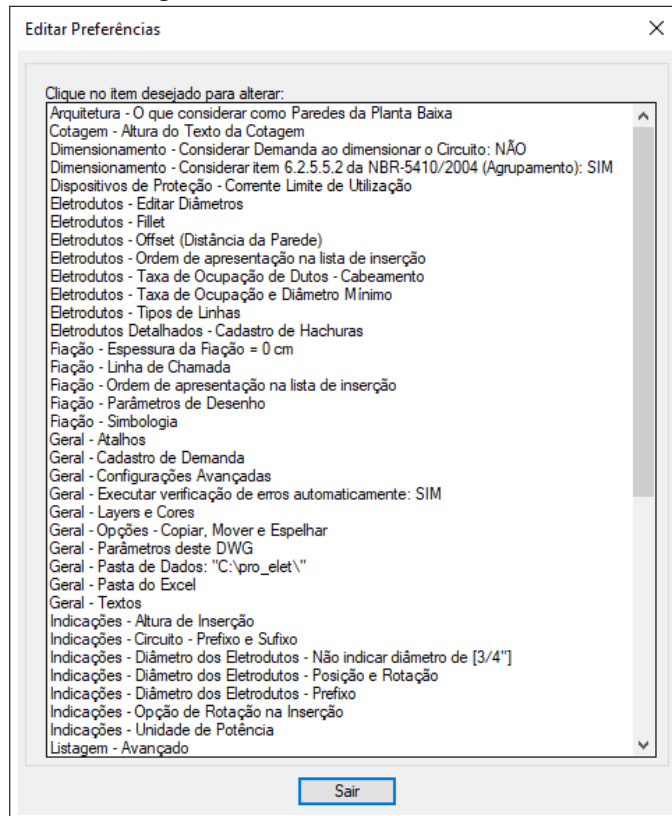 Editar Preferências
Clique no item desejado para alterar:
Arquitetura - O que considerar como Paredes da Planta Baixa
Cotagem - Altura do Texto da Cotagem
Dimensionamento - Considerar Demanda ao dimensionar o Circuito: NÃO
Dimensionamento - Considerar item 6.2.5.5.2 da NBR-5410/2004 (Agrupamento): SIM
Dispositivos de Proteção - Corrente Limite de Utilização
Eletrodutos - Editar Diâmetros
Eletrodutos - Fillet
Eletrodutos - Offset (Distância da Parede)
Eletrodutos - Ordem de apresentação na lista de inserção
Eletrodutos - Taxa de Ocupação de Dutos - Cabeamento
Eletrodutos - Taxa de Ocupação e Diâmetro Mínimo
Eletrodutos - Tipos de Linhas
Eletrodutos Detalhados - Cadastro de Hachuras
Fiação - Espessura da Fiação = 0 cm
Fiação - Linha de Chamada
Fiação - Ordem de apresentação na lista de inserção
Fiação - Parâmetros de Desenho
Fiação - Simbologia
Geral - Atalhos
Geral - Cadastro de Demanda
Geral - Configurações Avançadas
Geral - Executar verificação de erros automaticamente: SIM
Geral - Layers e Cores
Geral - Opções - Copiar, Mover e Espelhar
Geral - Parâmetros deste DWG
Geral - Pasta de Dados: "C:\pro_elet\"
Geral - Pasta do Excel
Geral - Textos
Indicações - Altura de Inserção
Indicações - Circuito - Prefixo e Sufixo
Indicações - Diâmetro dos Eletrodutos - Não indicar diâmetro de [3/4"]
Indicações - Diâmetro dos Eletrodutos - Posição e Rotação
Indicações - Diâmetro dos Eletrodutos - Prefixo
Indicações - Opção de Rotação na Inserção
Indicações - Unidade de Potência
Listagem - Avançado
Sair